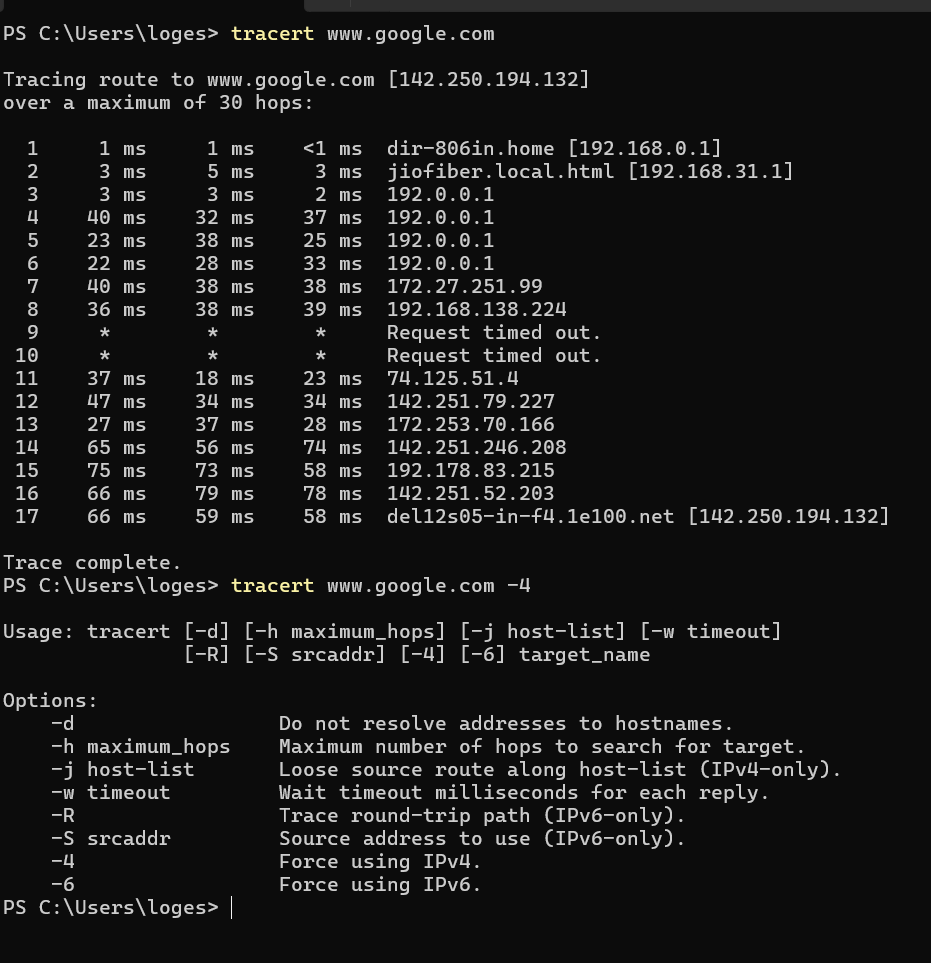 PS C:\Users\loges> tracert www.google.com
Tracing route to www.google.com [142.250.194.132]
over a maximum of 30 hops:
  1     1 ms     1 ms    <1 ms  dir-806in.home [192.168.0.1]
  2     3 ms     5 ms     3 ms  jiofiber.local.html [192.168.31.1]
  3     3 ms     3 ms     2 ms  192.0.0.1
  4    40 ms    32 ms    37 ms  192.0.0.1
  5    23 ms    38 ms    25 ms  192.0.0.1
  6    22 ms    28 ms    33 ms  192.0.0.1
  7    40 ms    38 ms    38 ms  172.27.251.99
  8    36 ms    38 ms    39 ms  192.168.138.224
  9     *        *        *     Request timed out.
 10     *        *        *     Request timed out.
 11    37 ms    18 ms    23 ms  74.125.51.4
 12    47 ms    34 ms    34 ms  142.251.79.227
 13    27 ms    37 ms    28 ms  172.253.70.166
 14    65 ms    56 ms    74 ms  142.251.246.208
 15    75 ms    73 ms    58 ms  192.178.83.215
 16    66 ms    79 ms    78 ms  142.251.52.203
 17    66 ms    59 ms    58 ms  del12s05-in-f4.1e100.net [142.250.194.132]
Trace complete.
PS C:\Users\loges> tracert www.google.com -4
Usage: tracert [-d] [-h maximum_hops] [-j host-list] [-w timeout]
               [-R] [-S srcaddr] [-4] [-6] target_name
Options:
    -d                 Do not resolve addresses to hostnames.
    -h maximum_hops    Maximum number of hops to search for target.
    -j host-list       Loose source route along host-list (IPv4-only).
    -w timeout         Wait timeout milliseconds for each reply.
    -R                 Trace round-trip path (IPv6-only).
    -S srcaddr         Source address to use (IPv6-only).
    -4                 Force using IPv4.
    -6                 Force using IPv6.
PS C:\Users\loges>